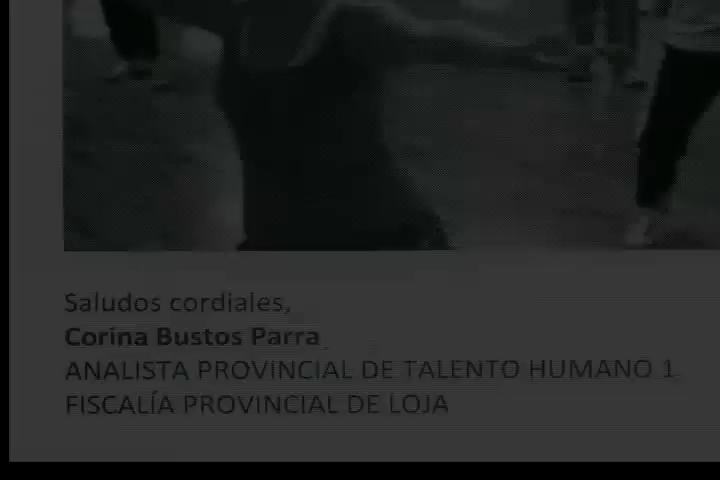 Saludos cordiales,
Corina Bustos Parra
ANALISTA PROVINCIAL DE TALENTO HUMANO 1
FISCALÍA PROVINCIAL DE LOJA